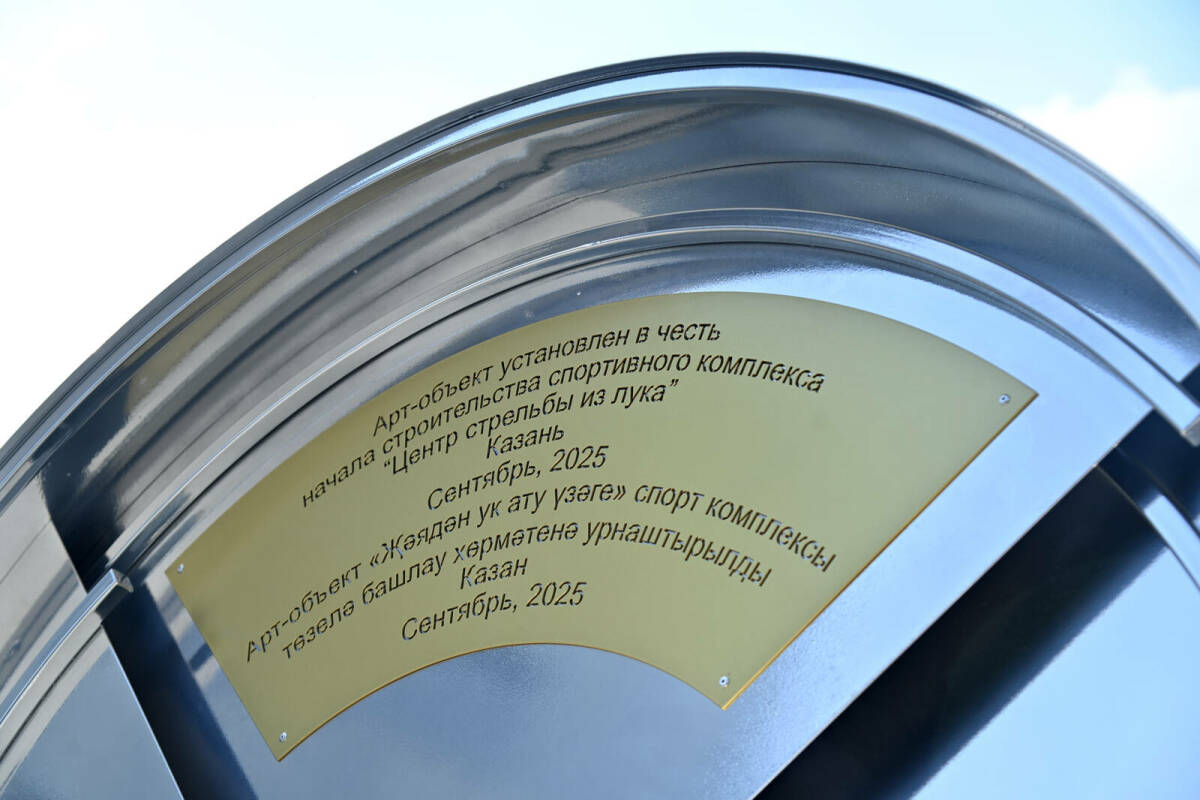 Арт-объект установлен в честь
начала строительства спортивного комплекса
“Центр стрельбы из лука”
Казань
Сентябрь, 2025
Арт-объект «Җәядән ук ату үзәге» спорт комплексы
төзелә башлау хөрмәтенә урнаштырылды
Казан
Сентябрь, 2025